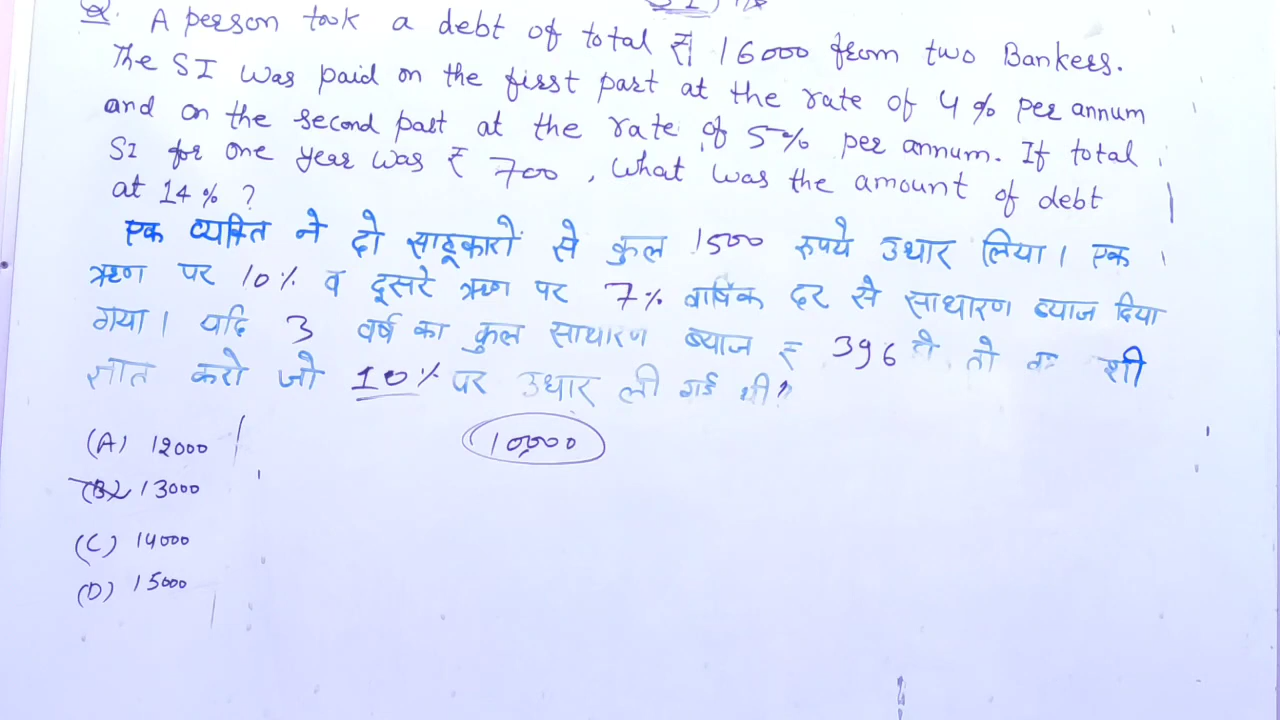 Q. A person took a debt of total ₹ 16000 from two Bankers.
The SI was paid on the first part at the rate of 4% per annum
and on the second part at the rate of 5% per annum. If total
SI for one year was ₹ 700, What was the amount of debt
at 14% ?
एक व्यक्ति ने दो साहूकारों से कुल 1500 रुपये उधार लिया। एक
ऋण पर 10% व दूसरे ऋण पर 7% वार्षिक दर से साधारण ब्याज दिया
गया। यदि 3 वर्ष का कुल साधारण ब्याज ₹ 396 तो
ज्ञात करो जो 10% पर उधार ली गई थी?
10,000
(A) 12000
(B) 13000
(C) 14000
(D) 15000